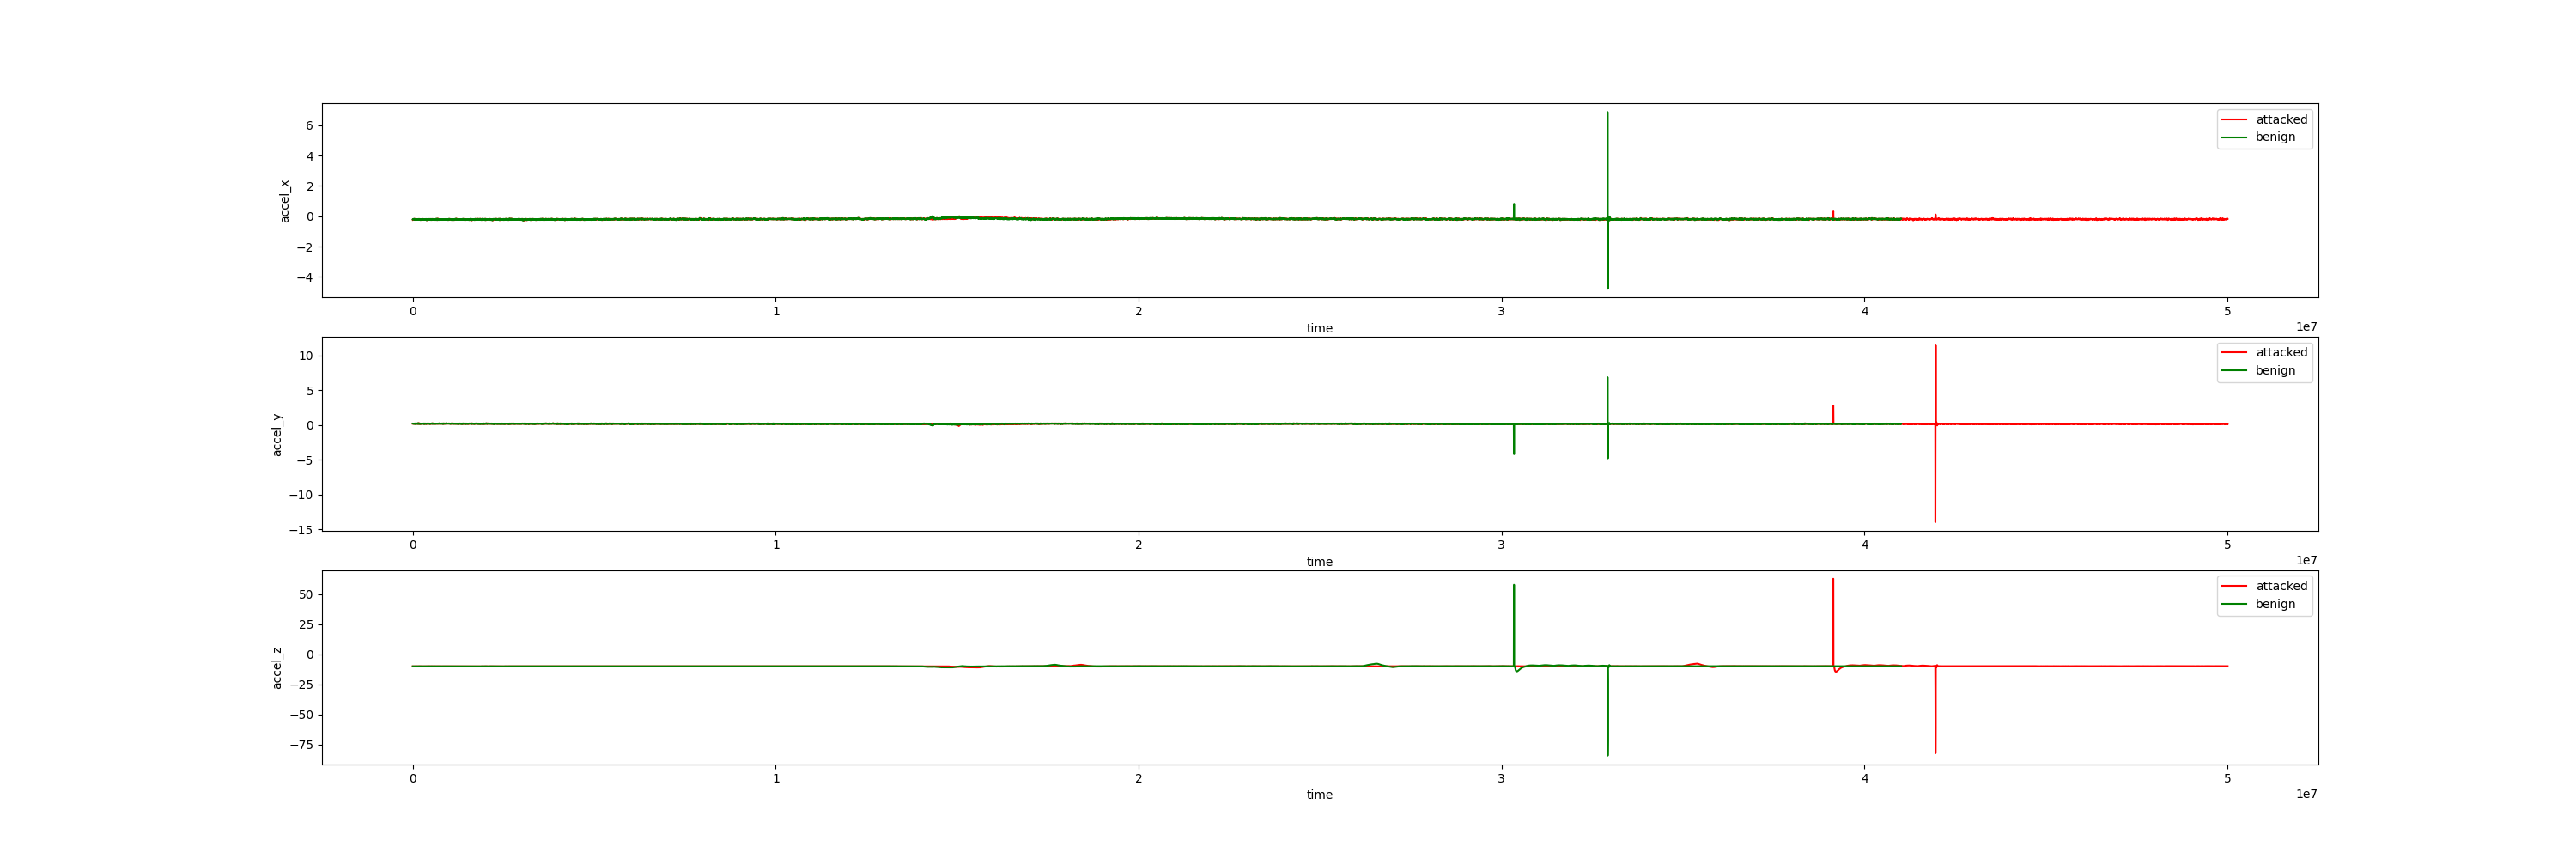 6
4
2
0
−2
−4
accel_x
attacked
benign
0 1 2 3 4 5
time
1e7
10
5
0
−5
−10
−15
accel_y
attacked
benign
0 1 2 3 4 5
time
1e7
50
25
0
−25
−50
−75
accel_z
attacked
benign
0 1 2 3 4 5
time
1e7